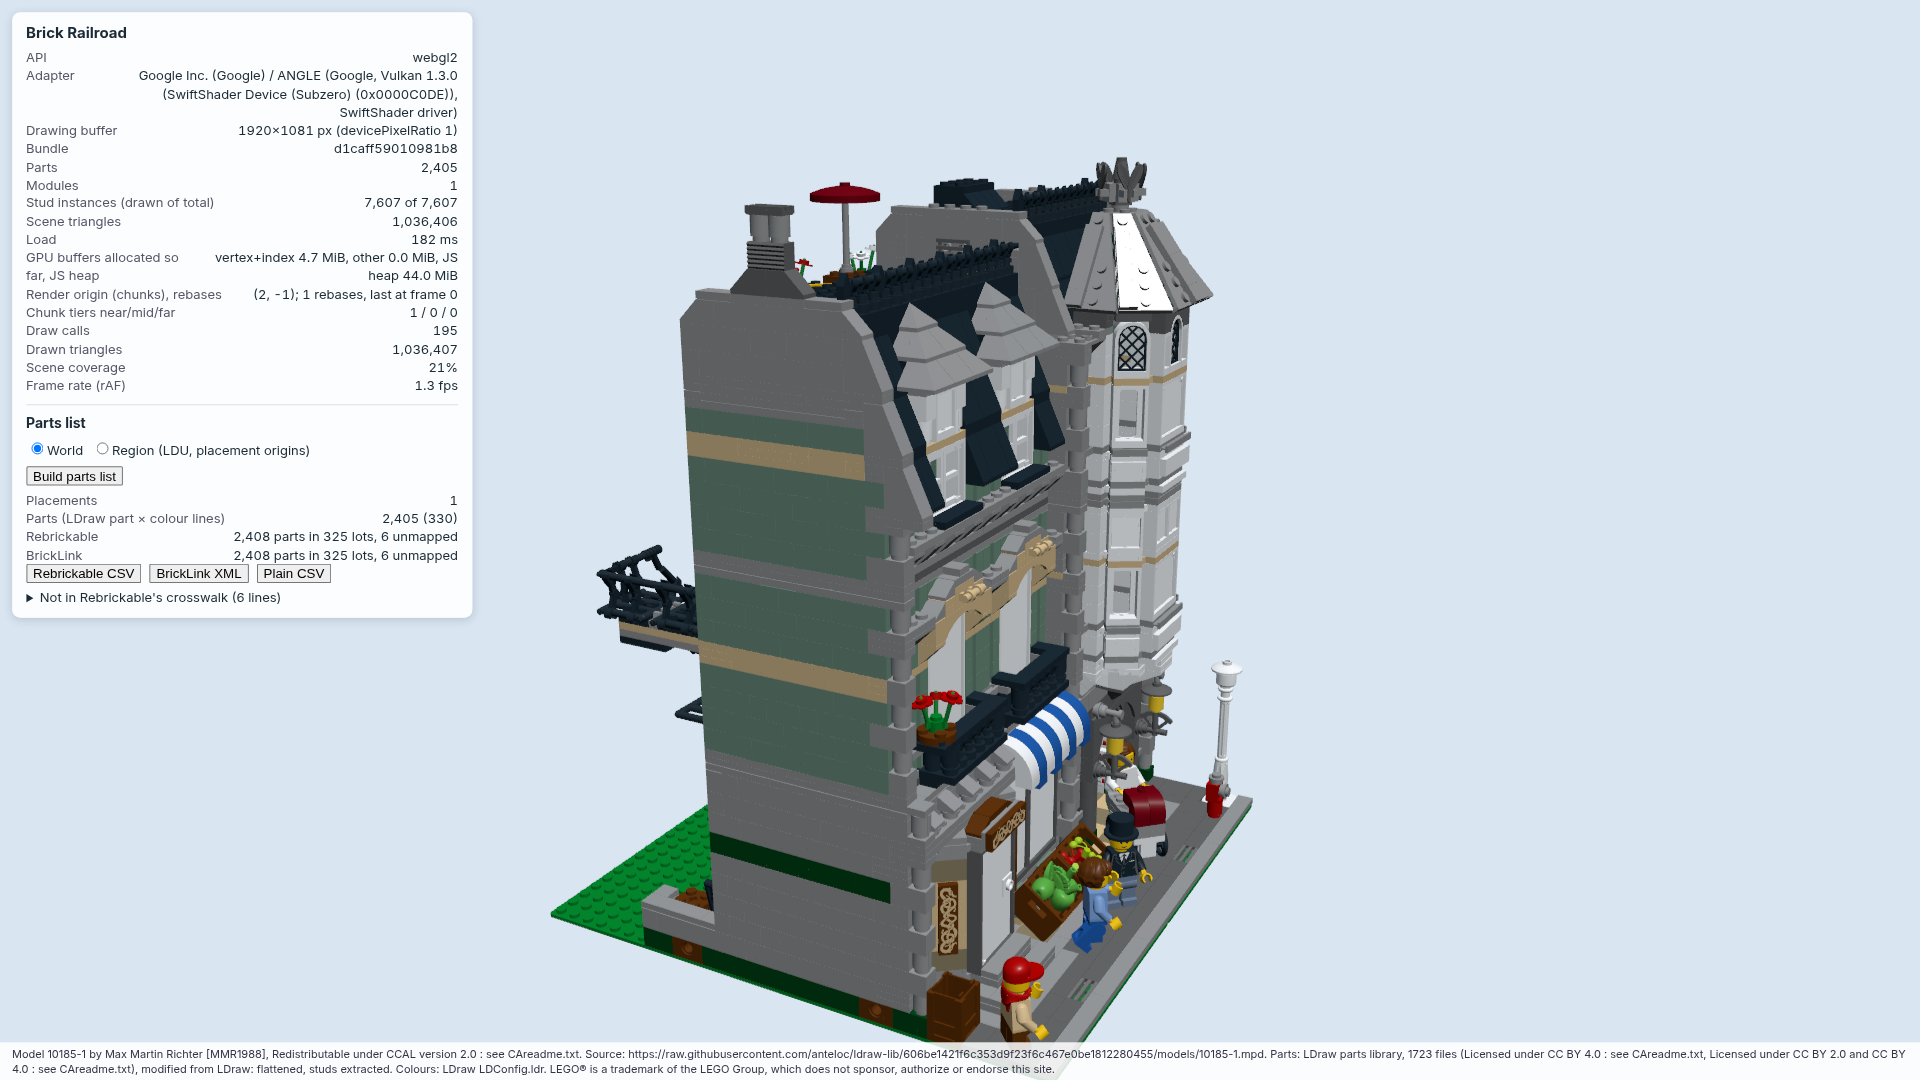 Brick Railroad
API webgl2
Adapter Google Inc. (Google) / ANGLE (Google, Vulkan 1.3.0
(SwiftShader Device (Subzero) (0x0000C0DE)),
SwiftShader driver)
Drawing buffer 1920×1081 px (devicePixelRatio 1)
Bundle d1caff59010981b8
Parts 2,405
Modules 1
Stud instances (drawn of total) 7,607 of 7,607
Scene triangles 1,036,406
Load 182 ms
GPU buffers allocated so vertex+index 4.7 MiB, other 0.0 MiB, JS
far, JS heap heap 44.0 MiB
Render origin (chunks), rebases (2, -1); 1 rebases, last at frame 0
Chunk tiers near/mid/far 1 / 0 / 0
Draw calls 195
Drawn triangles 1,036,407
Scene coverage 21%
Frame rate (rAF) 1.3 fps
Parts list
World Region (LDU, placement origins)
Build parts list
Placements 1
Parts (LDraw part × colour lines) 2,405 (330)
Rebrickable 2,408 parts in 325 lots, 6 unmapped
BrickLink 2,408 parts in 325 lots, 6 unmapped
Rebrickable CSV BrickLink XML Plain CSV
▶ Not in Rebrickable's crosswalk (6 lines)
Model 10185-1 by Max Martin Richter [MMR1988], Redistributable under CCAL version 2.0 : see CAreadme.txt. Source: https://raw.githubusercontent.com/anteloc/ldraw-lib/606be1421f6c353d9f23f6c467e0be1812280455/models/10185-1.mpd. Parts: LDraw parts library, 1723 files (Licensed under CC BY 4.0 : see CAreadme.txt, Licensed under CC BY 2.0 and CC BY
4.0 : see CAreadme.txt), modified from LDraw: flattened, studs extracted. Colours: LDraw LDConfig.ldr. LEGO® is a trademark of the LEGO Group, which does not sponsor, authorize or endorse this site.